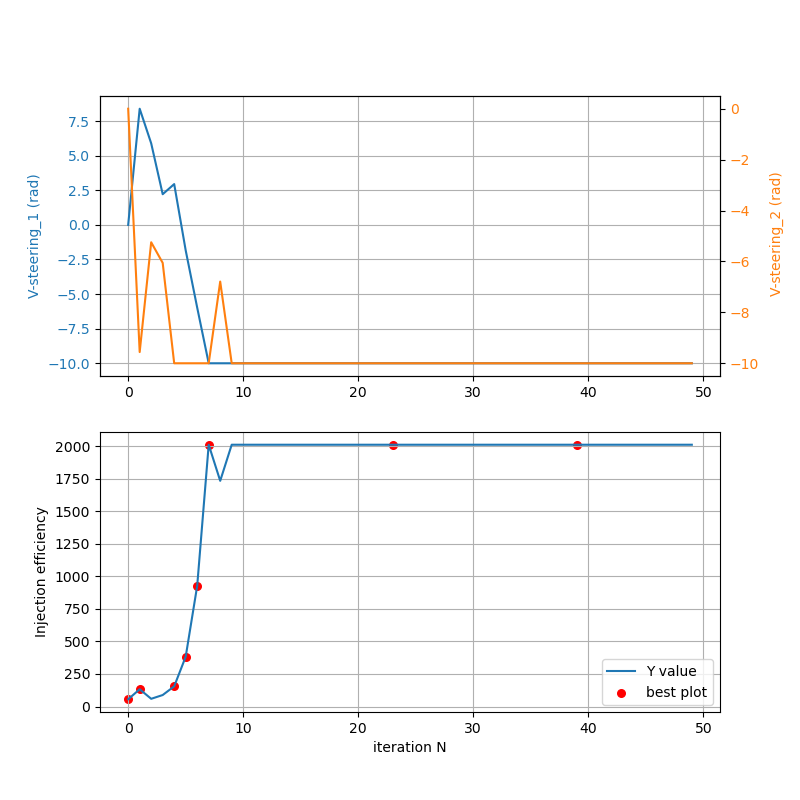 7.5
5.0
2.5
0.0
−2.5
−5.0
−7.5
−10.0
V-steering_1 (rad)
0
−2
−4
−6
−8
−10
V-steering_2 (rad)
0 10 20 30 40 50
2000
1750
1500
1250
1000
750
500
250
0
Injection efficiency
Y value
best plot
0 10 20 30 40 50
iteration N